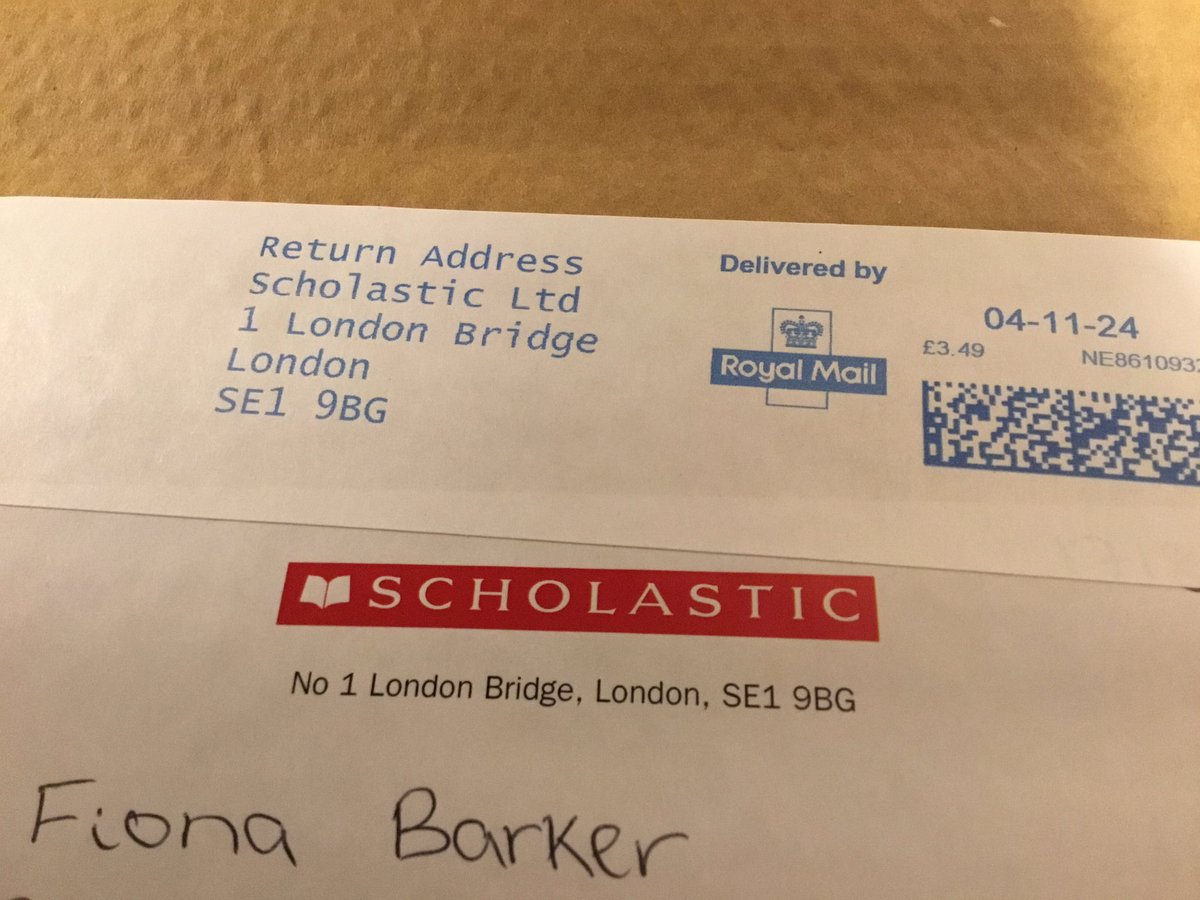 Return Address
Scholastic Ltd
1 London Bridge
London
SE1 9BG
Delivered by
Royal Mail
04-11-24
£3.49 NE8610932
SCHOLASTIC
No 1 London Bridge, London, SE1 9BG
Fiona Barker